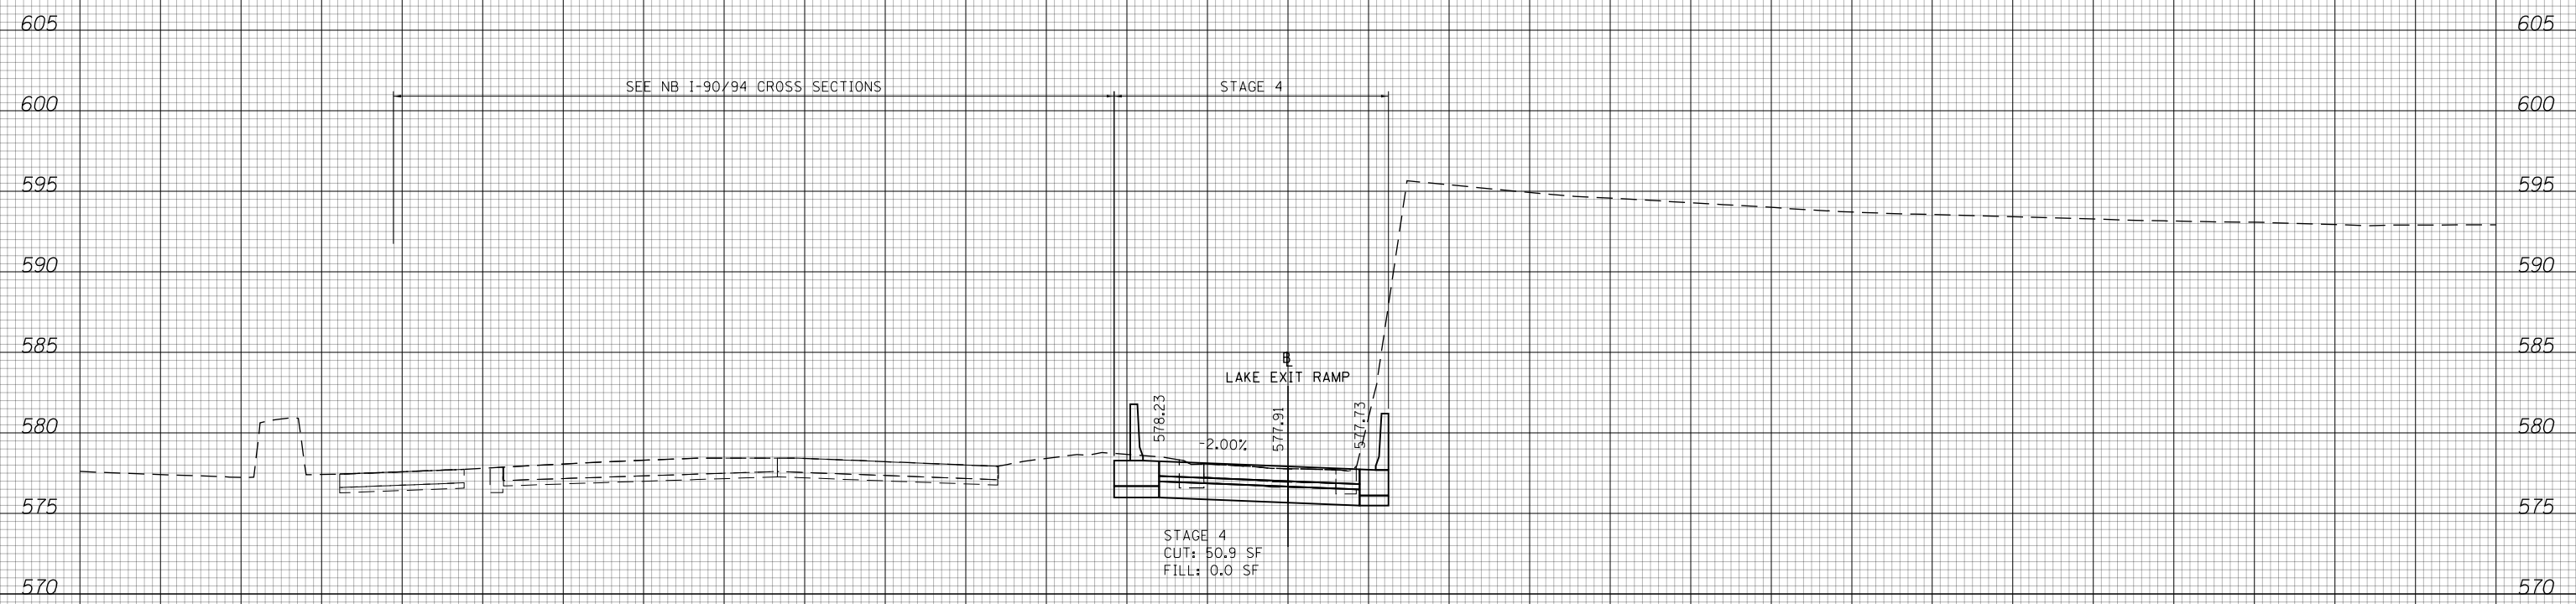 605 605
SEE NB I-90/94 CROSS SECTIONS STAGE 4
600 600
595 595
590 590
585 585
BL
LAKE EXIT RAMP
578.23 577.91 577.73
-2.00%
580 580
575 575
STAGE 4
CUT: 50.9 SF
FILL: 0.0 SF
570 570